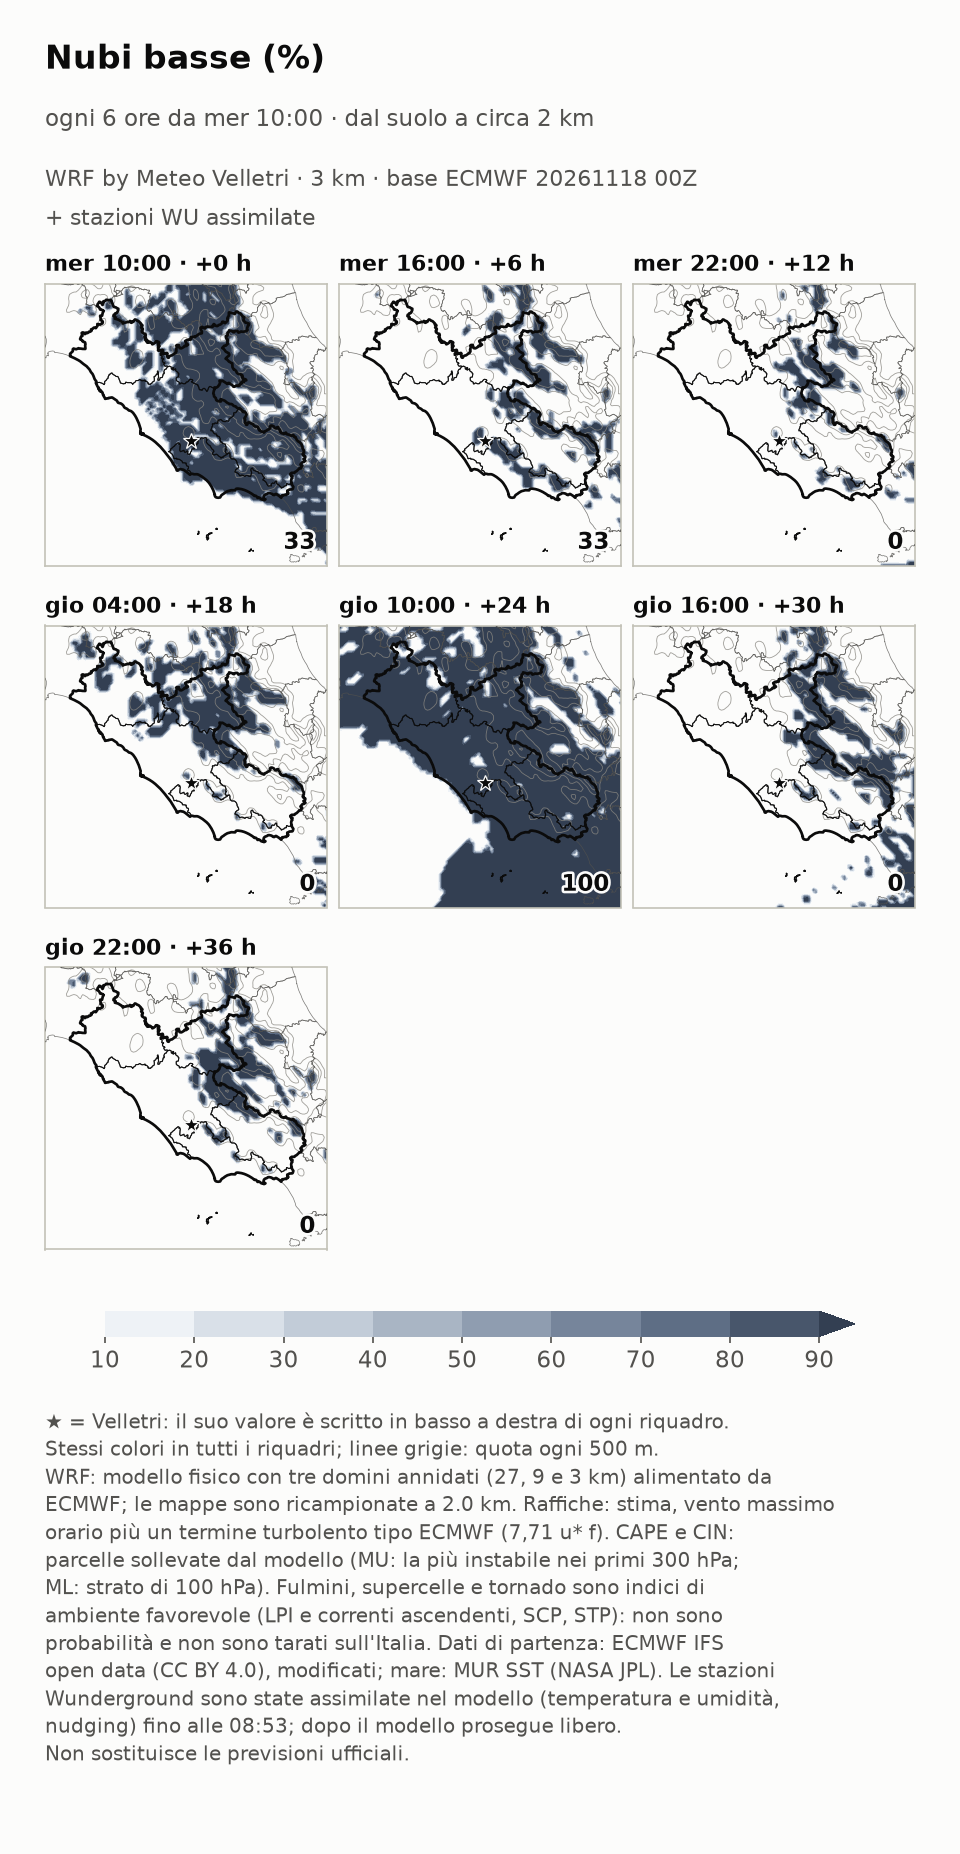 Nubi basse (%)
ogni 6 ore da mer 10:00 · dal suolo a circa 2 km
WRF by Meteo Velletri · 3 km · base ECMWF 20261118 00Z
+ stazioni WU assimilate
mer 10:00 · +0 h
mer 16:00 · +6 h
mer 22:00 · +12 h
33
33
0
gio 04:00 · +18 h
gio 10:00 · +24 h
gio 16:00 · +30 h
0
100
0
gio 22:00 · +36 h
0
10 20 30 40 50 60 70 80 90
★ = Velletri: il suo valore è scritto in basso a destra di ogni riquadro.
Stessi colori in tutti i riquadri; linee grigie: quota ogni 500 m.
WRF: modello fisico con tre domini annidati (27, 9 e 3 km) alimentato da
ECMWF; le mappe sono ricampionate a 2.0 km. Raffiche: stima, vento massimo
orario più un termine turbolento tipo ECMWF (7,71 u* f). CAPE e CIN:
parcelle sollevate dal modello (MU: la più instabile nei primi 300 hPa;
ML: strato di 100 hPa). Fulmini, supercelle e tornado sono indici di
ambiente favorevole (LPI e correnti ascendenti, SCP, STP): non sono
probabilità e non sono tarati sull'Italia. Dati di partenza: ECMWF IFS
open data (CC BY 4.0), modificati; mare: MUR SST (NASA JPL). Le stazioni
Wunderground sono state assimilate nel modello (temperatura e umidità,
nudging) fino alle 08:53; dopo il modello prosegue libero.
Non sostituisce le previsioni ufficiali.